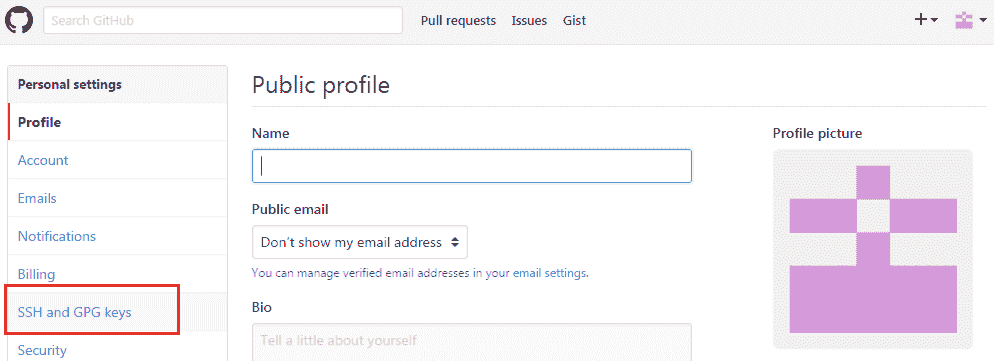 Search GitHub
Pull requests Issues Gist
Personal settings
Profile
Account
Emails
Notifications
Billing
SSH and GPG keys
Security
Public profile
Name
Public email
Don't show my email address
You can manage verified email addresses in your email settings.
Bio
Tell a little about yourself
Profile picture